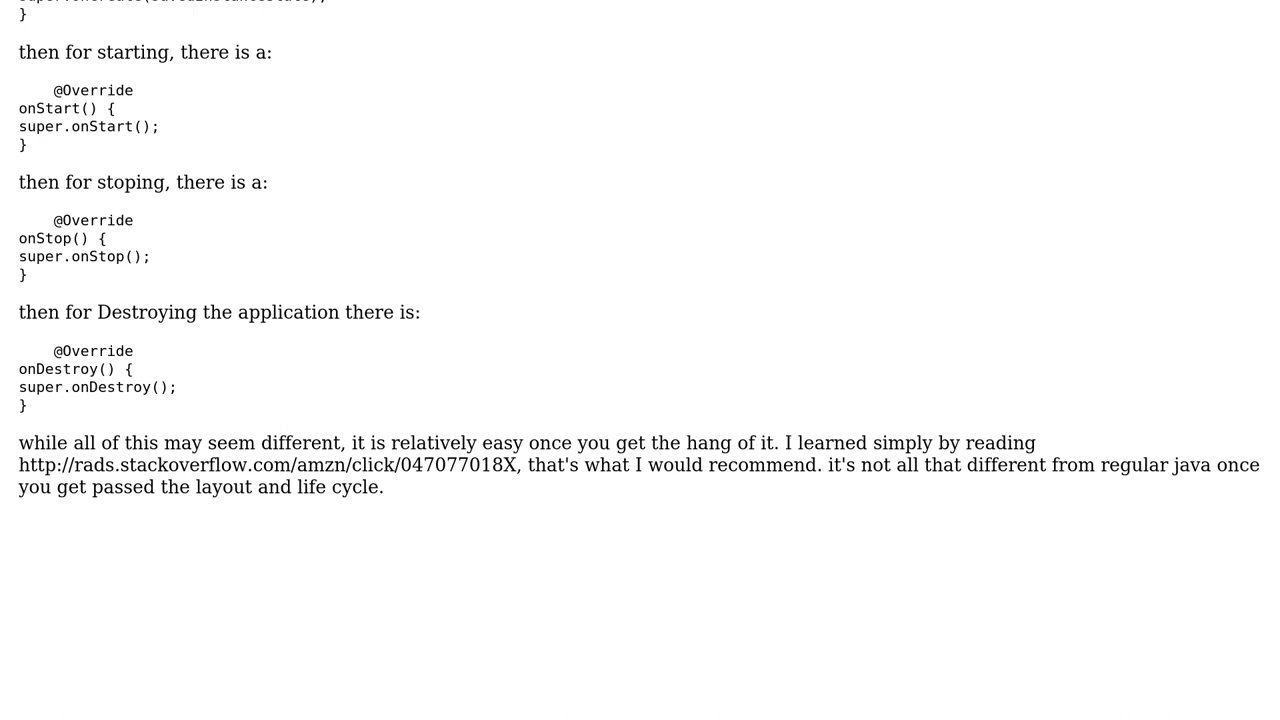 }
then for starting, there is a:
@Override
onStart() {
super.onStart();
}
then for stoping, there is a:
@Override
onStop() {
super.onStop();
}
then for Destroying the application there is:
@Override
onDestroy() {
super.onDestroy();
}
while all of this may seem different, it is relatively easy once you get the hang of it. I learned simply by reading
http://rads.stackoverflow.com/amzn/click/047077018X, that's what I would recommend. it's not all that different from regular java once
you get passed the layout and life cycle.